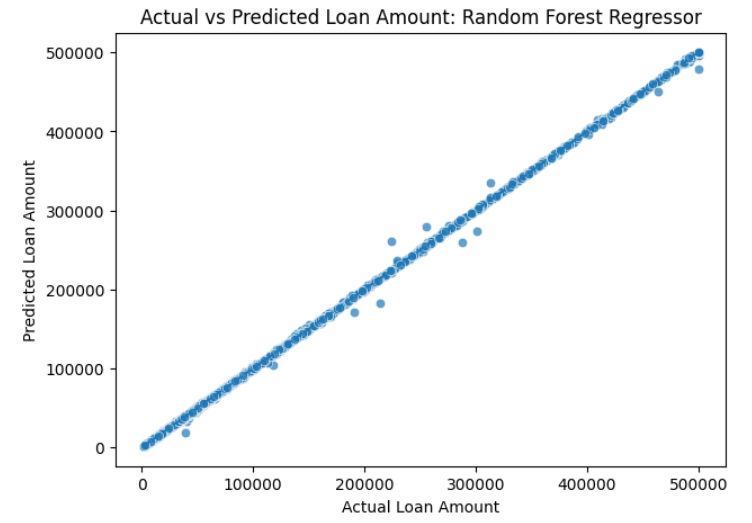 Actual vs Predicted Loan Amount: Random Forest Regressor
500000
400000
300000
200000
100000
0
Predicted Loan Amount
0 100000 200000 300000 400000 500000
Actual Loan Amount